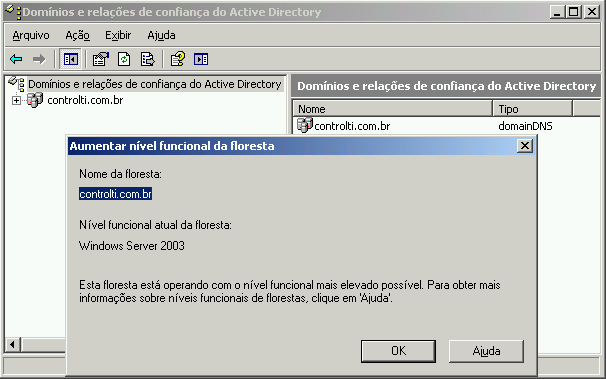 Domínios e relações de confiança do Active Directory
Arquivo Ação Exibir Ajuda
Domínios e relações de confiança do Active Directory
controlti.com.br
Domínios e relações de confiança do Active Directory
Nome Tipo
controlti.com.br domainDNS
Aumentar nível funcional da floresta
Nome da floresta:
controlti.com.br
Nível funcional atual da floresta:
Windows Server 2003
Esta floresta está operando com o nível funcional mais elevado possível. Para obter mais
informações sobre níveis funcionais de florestas, clique em 'Ajuda'.
OK Ajuda